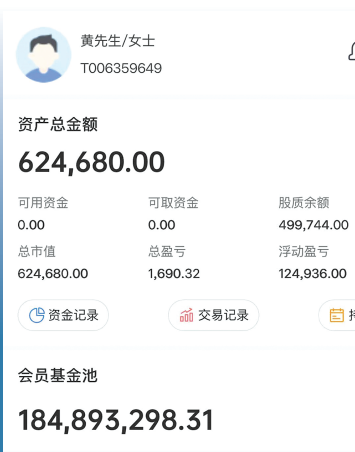 黄先生/女士
T006359649
资产总金额
624,680.00
可用资金 可取资金 股质余额
0.00 0.00 499,744.00
总市值 总盈亏 浮动盈亏
624,680.00 1,690.32 124,936.00
资金记录 交易记录
会员基金池
184,893,298.31